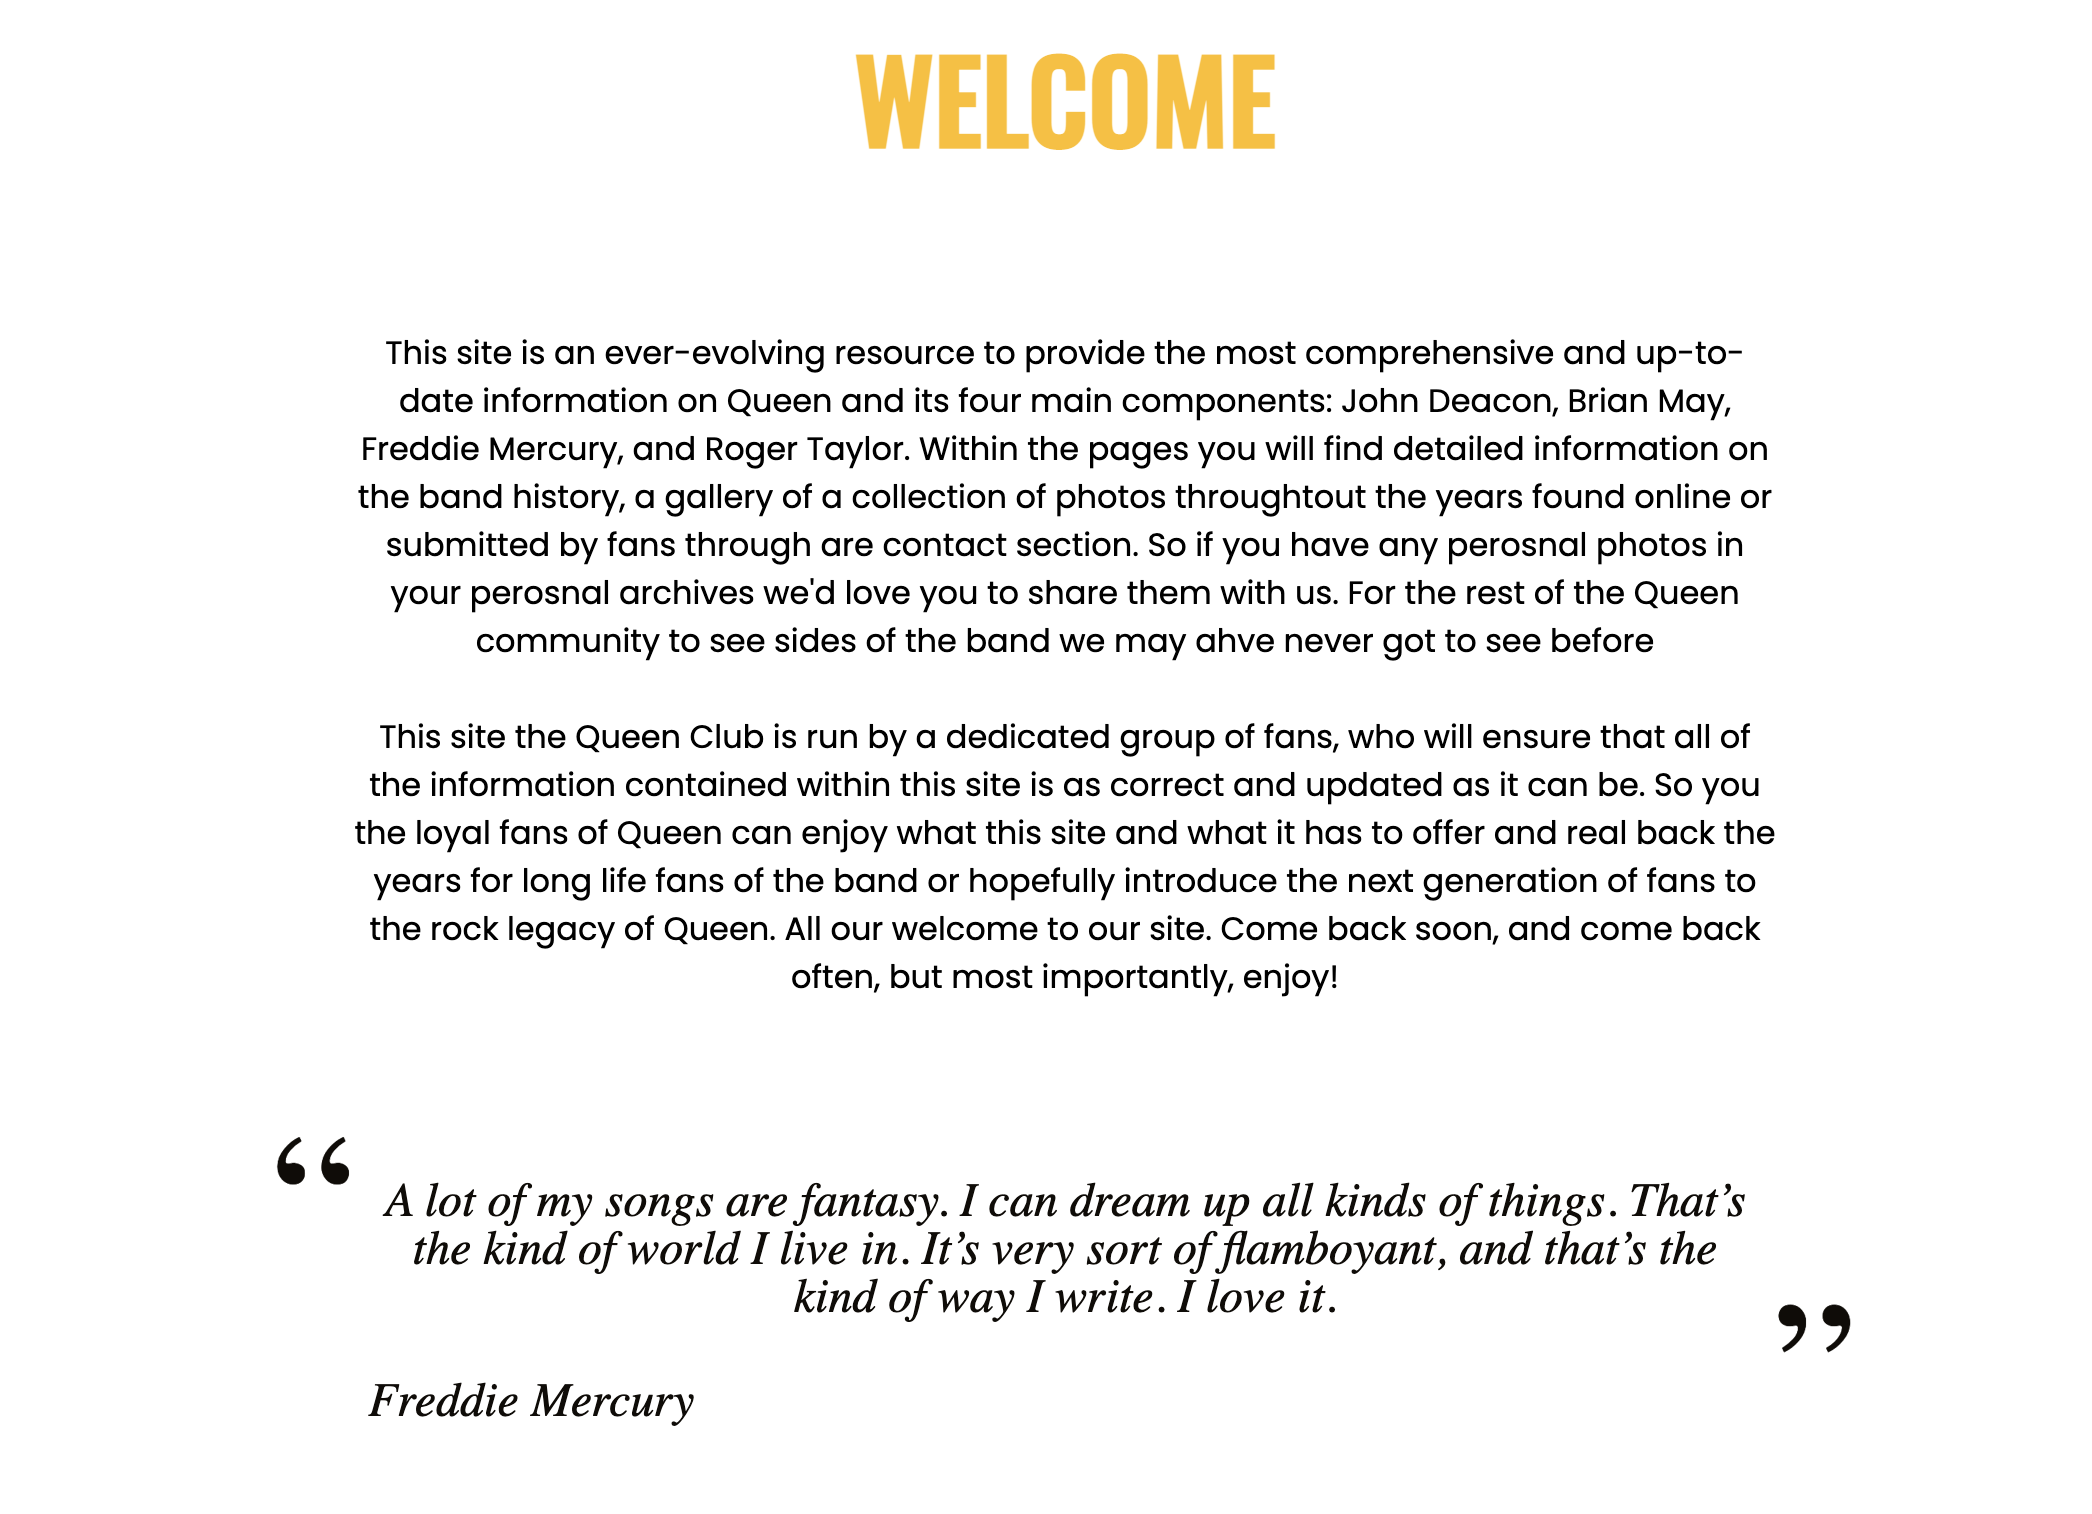 WELCOME
This site is an ever-evolving resource to provide the most comprehensive and up-to-
date information on Queen and its four main components: John Deacon, Brian May,
Freddie Mercury, and Roger Taylor. Within the pages you will find detailed information on
the band history, a gallery of a collection of photos throughtout the years found online or
submitted by fans through are contact section. So if you have any perosnal photos in
your perosnal archives we'd love you to share them with us. For the rest of the Queen
community to see sides of the band we may ahve never got to see before
This site the Queen Club is run by a dedicated group of fans, who will ensure that all of
the information contained within this site is as correct and updated as it can be. So you
the loyal fans of Queen can enjoy what this site and what it has to offer and real back the
years for long life fans of the band or hopefully introduce the next generation of fans to
the rock legacy of Queen. All our welcome to our site. Come back soon, and come back
often, but most importantly, enjoy!
“ A lot of my songs are fantasy. I can dream up all kinds of things. That’s
the kind of world I live in. It’s very sort of flamboyant, and that’s the
kind of way I write. I love it. ”
Freddie Mercury